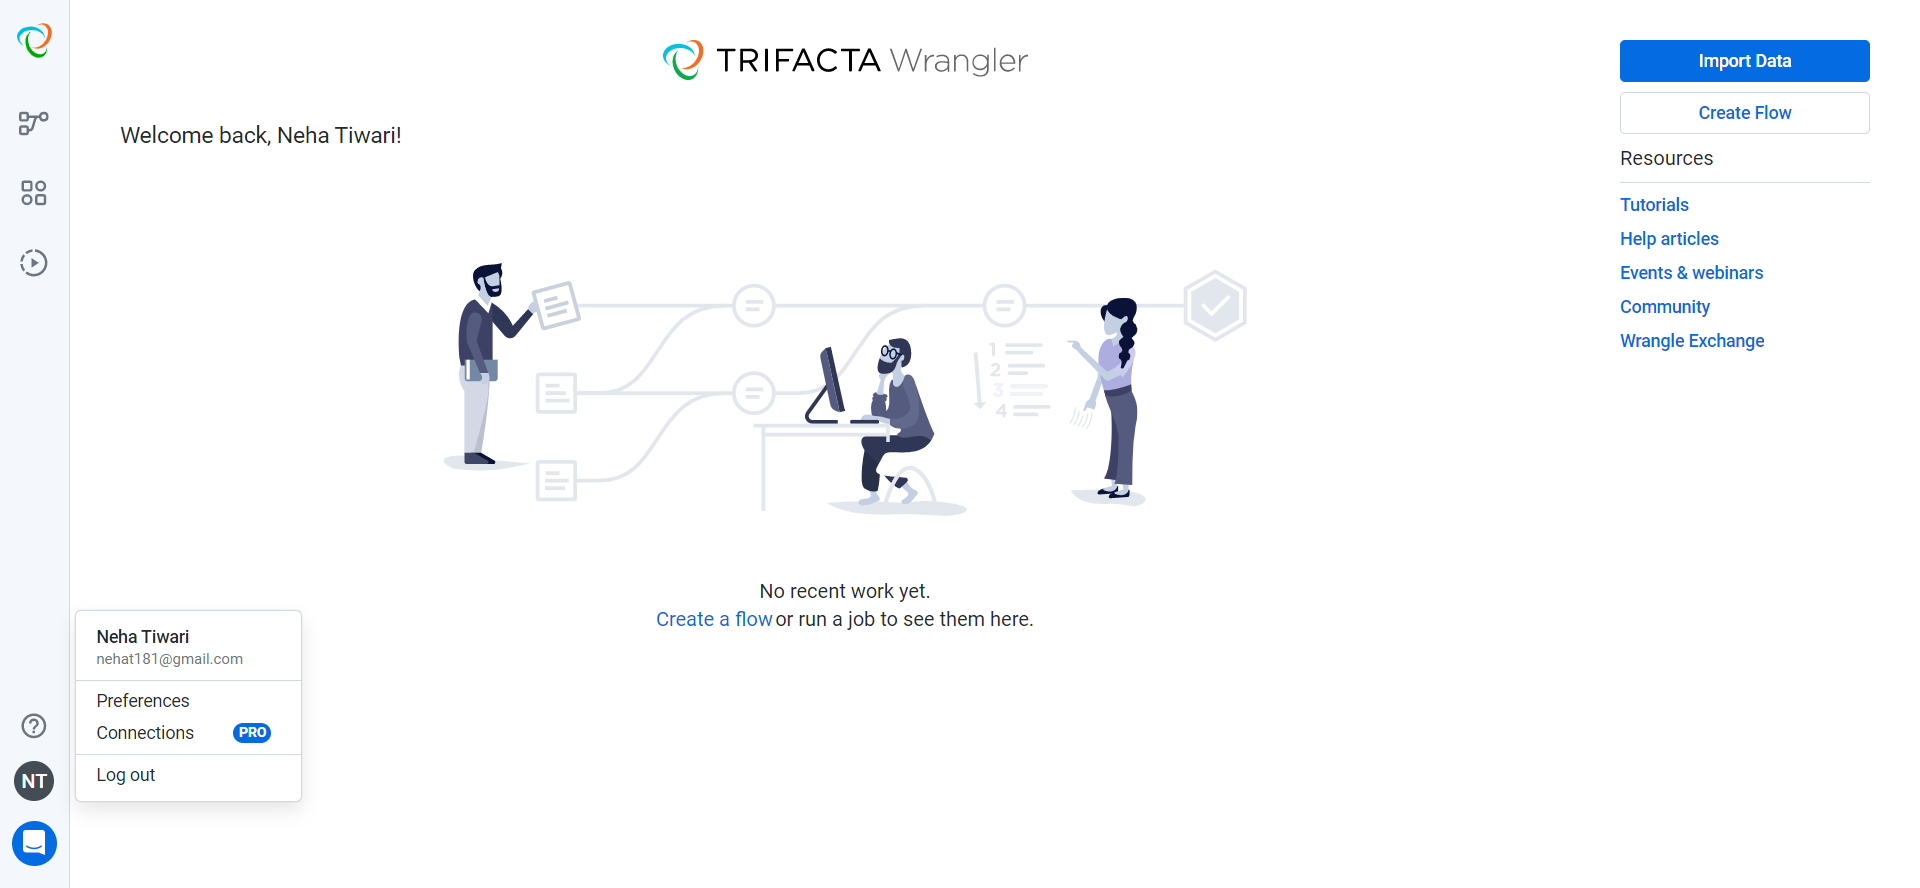 TRIFACTA Wrangler
Welcome back, Neha Tiwari!
Import Data
Create Flow
Resources
Tutorials
Help articles
Events & webinars
Community
Wrangle Exchange
1
2
3
4
No recent work yet.
Create a flow or run a job to see them here.
Neha Tiwari
nehat181@gmail.com
Preferences
Connections PRO
Log out
?
NT